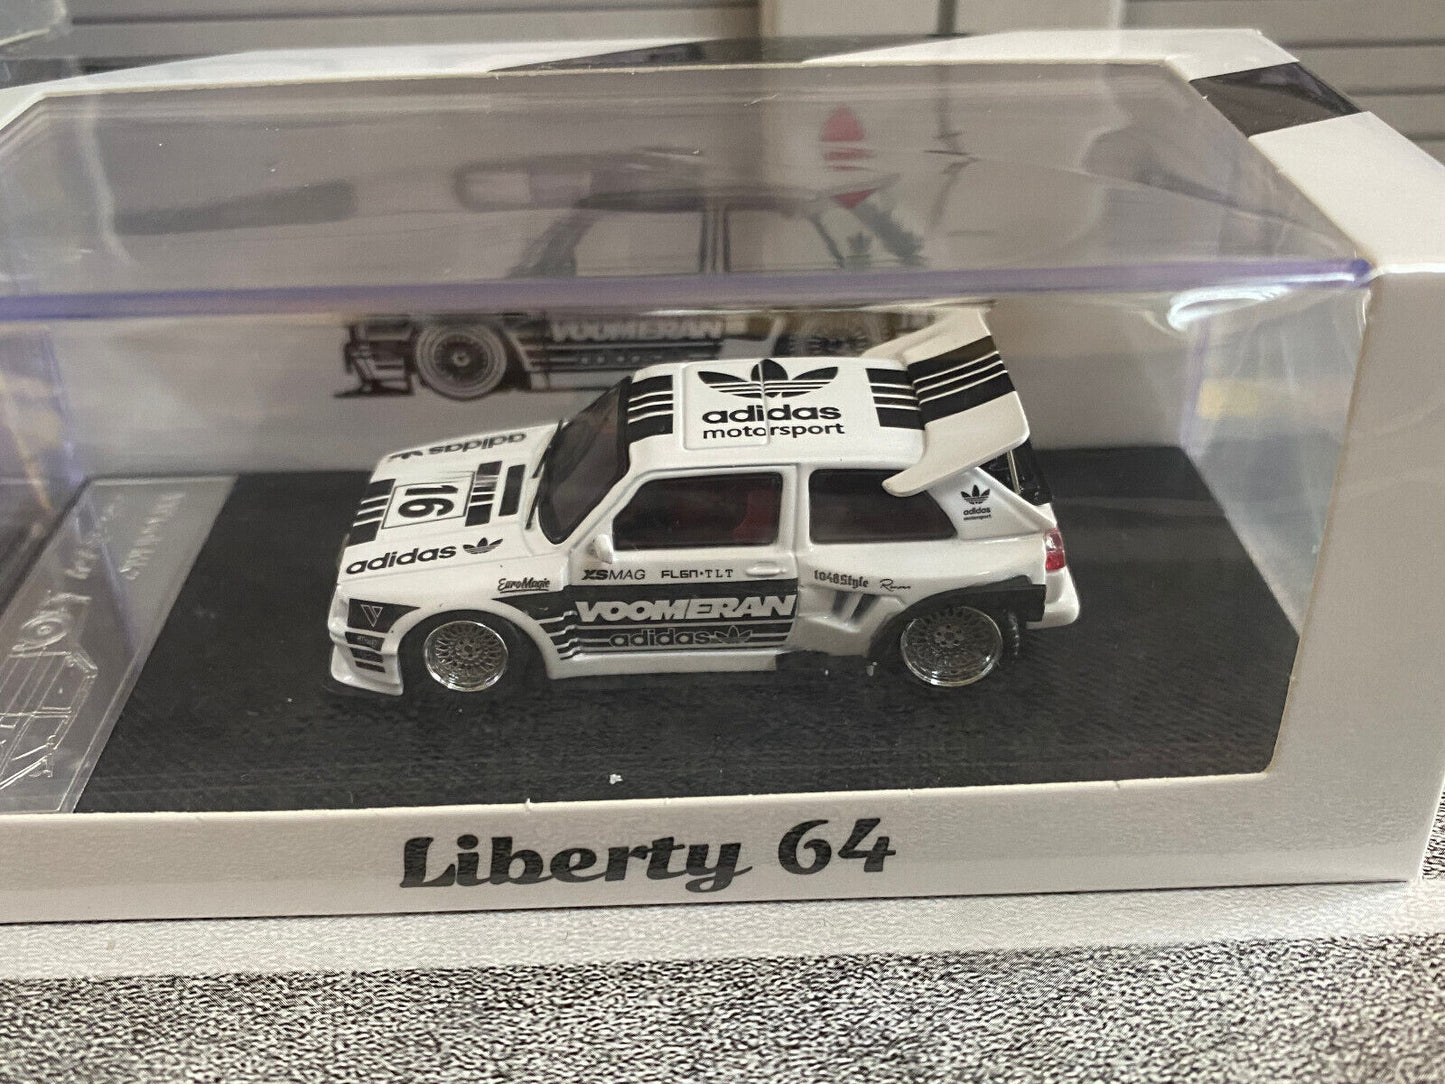 VOOMERAN
adidas
motorsport
adidas
16
adidas
adidas
motorsport
EuroMagic
XSMAG
FLGN·TLT
1048Style
VOOMERAN
adidas
Liberty 64